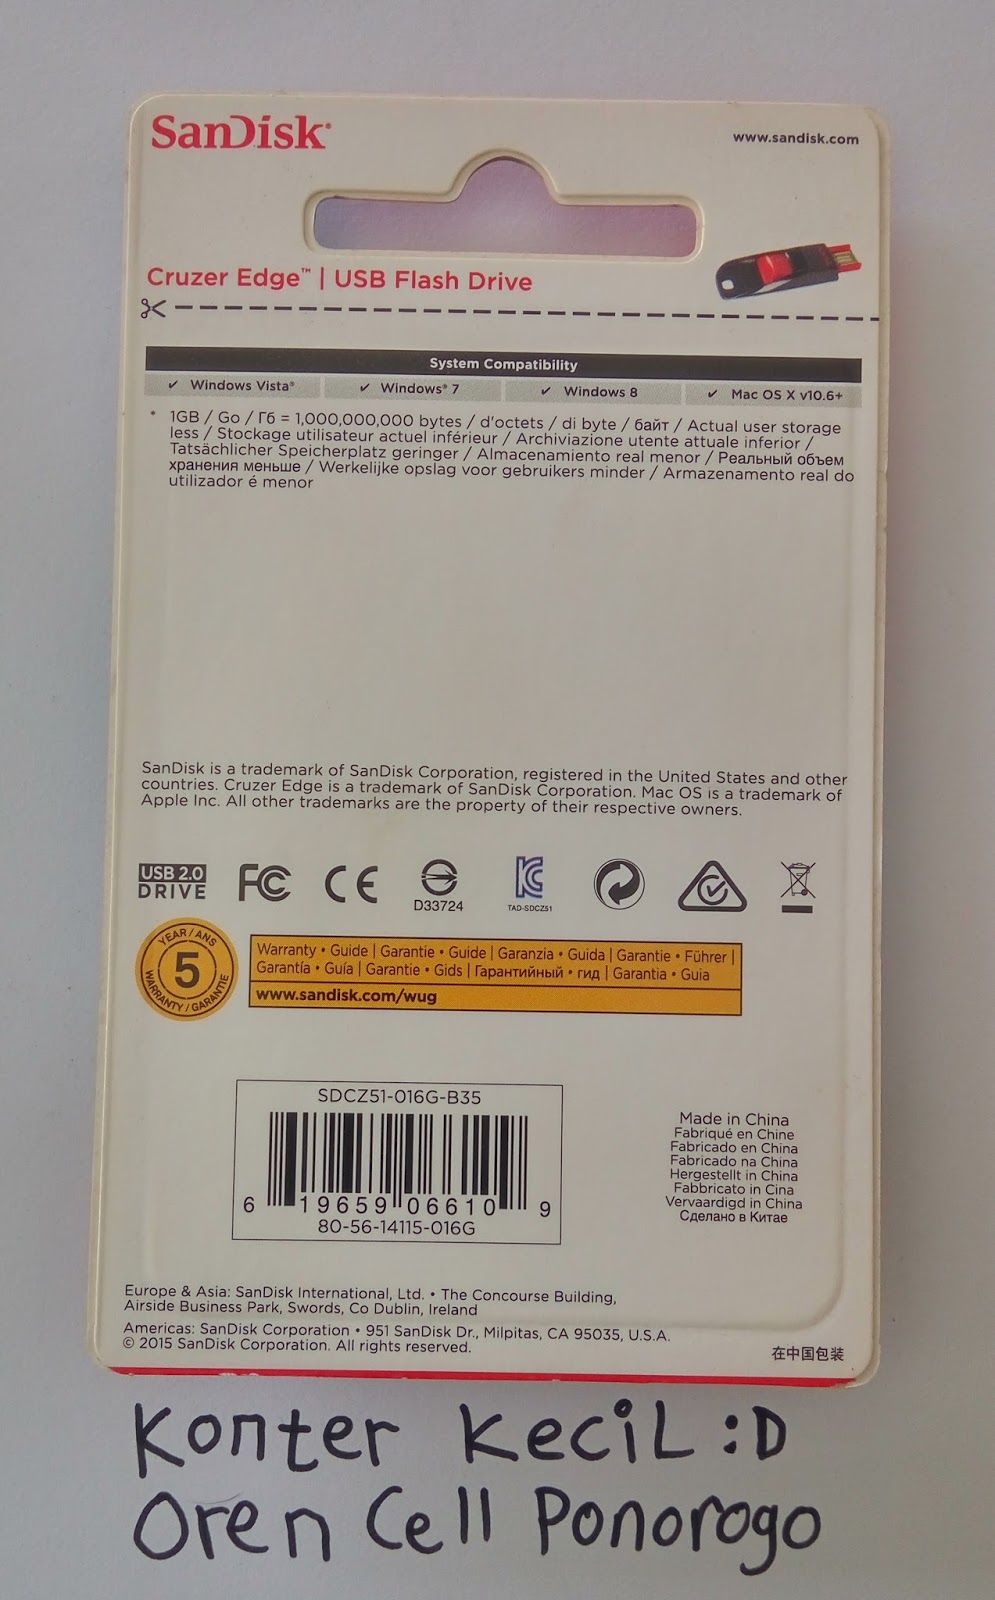 SanDisk®
www.sandisk.com
Cruzer Edge™ | USB Flash Drive
System Compatibility
✓ Windows Vista® ✓ Windows® 7 ✓ Windows 8 ✓ Mac OS X v10.6+
* 1GB / Go / Гб = 1,000,000,000 bytes / d'octets / di byte / байт / Actual user storage
less / Stockage utilisateur actuel inférieur / Archiviazione utente attuale inferior /
Tatsächlicher Speicherplatz geringer / Almacenamiento real menor / Реальный объем
хранения меньше / Werkelijke opslag voor gebruikers minder / Armazenamento real do
utilizador é menor
SanDisk is a trademark of SanDisk Corporation, registered in the United States and other
countries. Cruzer Edge is a trademark of SanDisk Corporation. Mac OS is a trademark of
Apple Inc. All other trademarks are the property of their respective owners.
USB 2.0
DRIVE
FC
CE
D33724
TAD-SDCZ51
YEAR / ANS
5
WARRANTY / GARANTIE
Warranty • Guide | Garantie • Guide | Garanzia • Guida | Garantie • Führer |
Garantía • Guía | Garantie • Gids | Гарантийный • гид | Garantia • Guia
www.sandisk.com/wug
SDCZ51-016G-B35
6 19659 06610 9
80-56-14115-016G
Made in China
Fabriqué en Chine
Fabricado en China
Fabricado na China
Hergestellt in China
Fabbricato in Cina
Vervaardigd in China
Сделано в Китае
Europe & Asia: SanDisk International, Ltd. • The Concourse Building,
Airside Business Park, Swords, Co Dublin, Ireland
Americas: SanDisk Corporation • 951 SanDisk Dr., Milpitas, CA 95035, U.S.A.
© 2015 SanDisk Corporation. All rights reserved.
在中国包装
Konter KeciL :D
Oren Cell Ponorogo